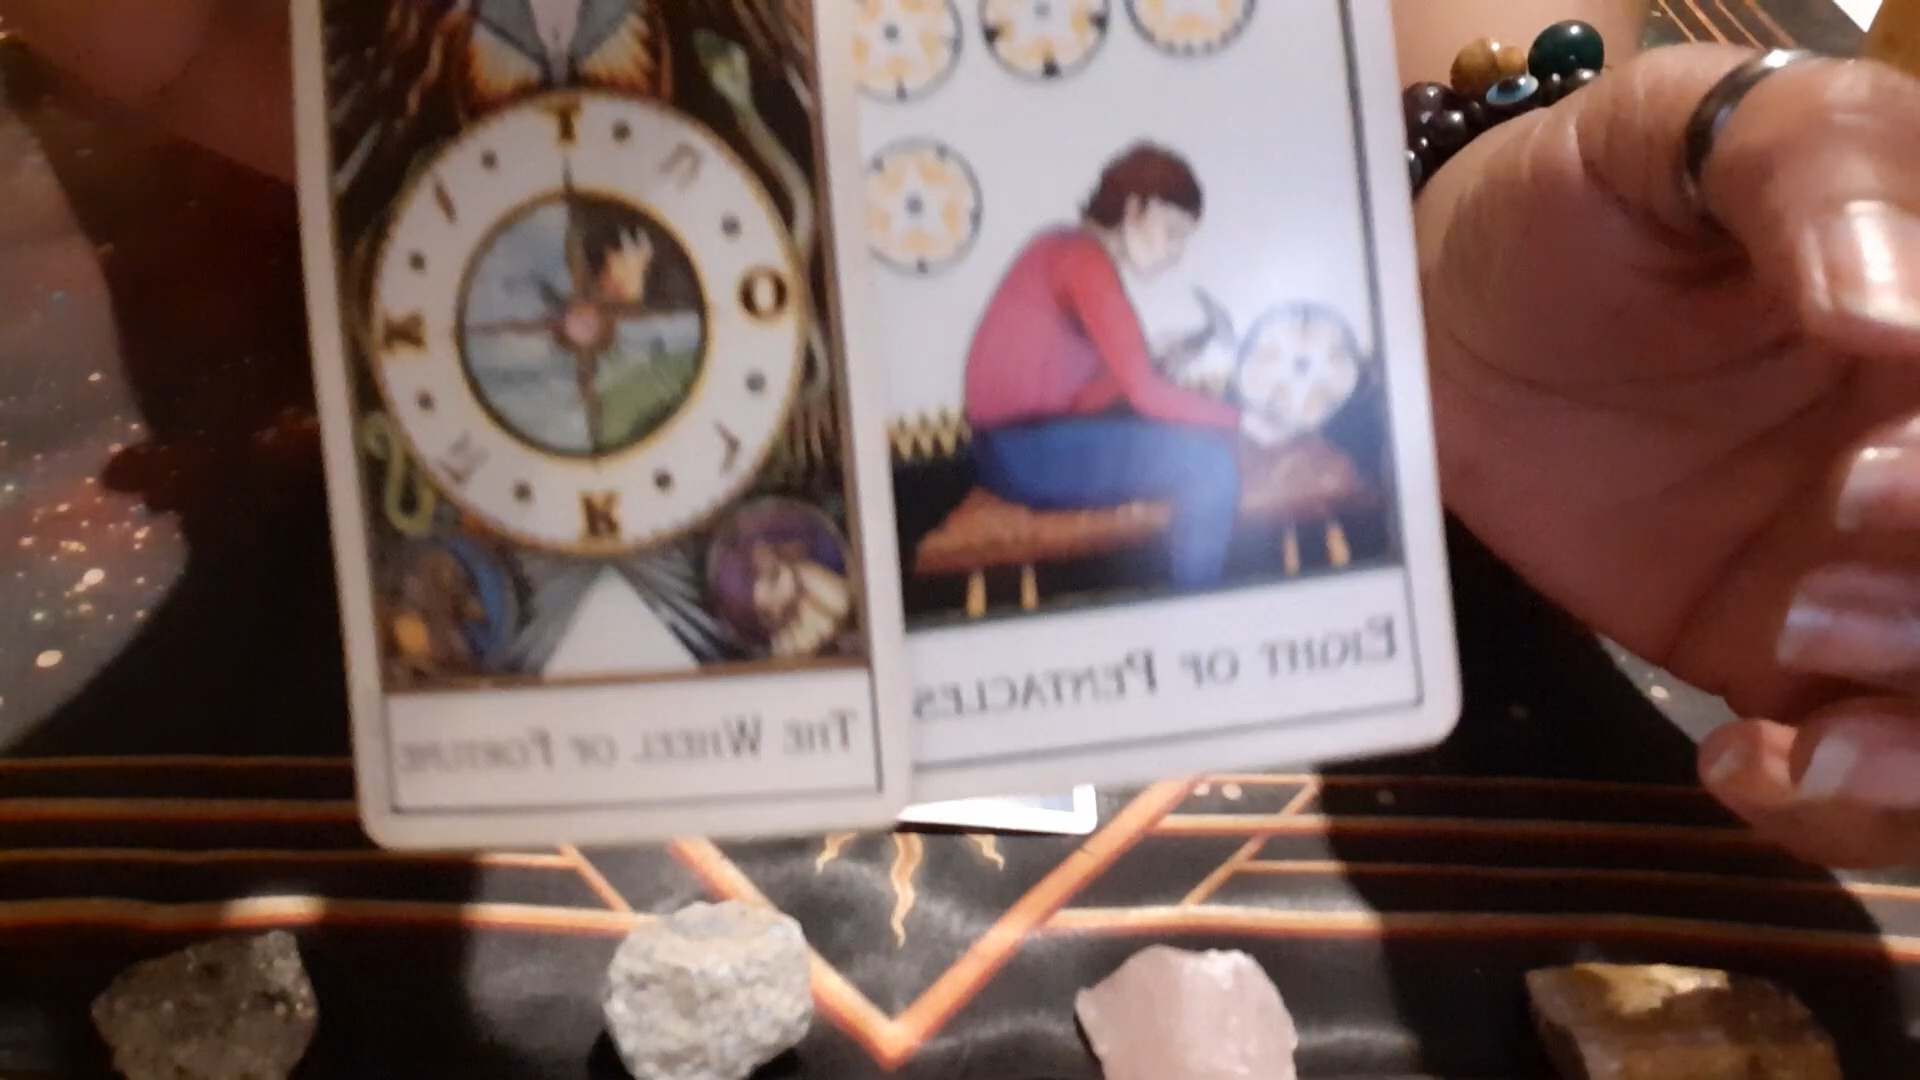 THE WHEEL OF FORTUNE
EIGHT OF PENTACLES
T
O
R